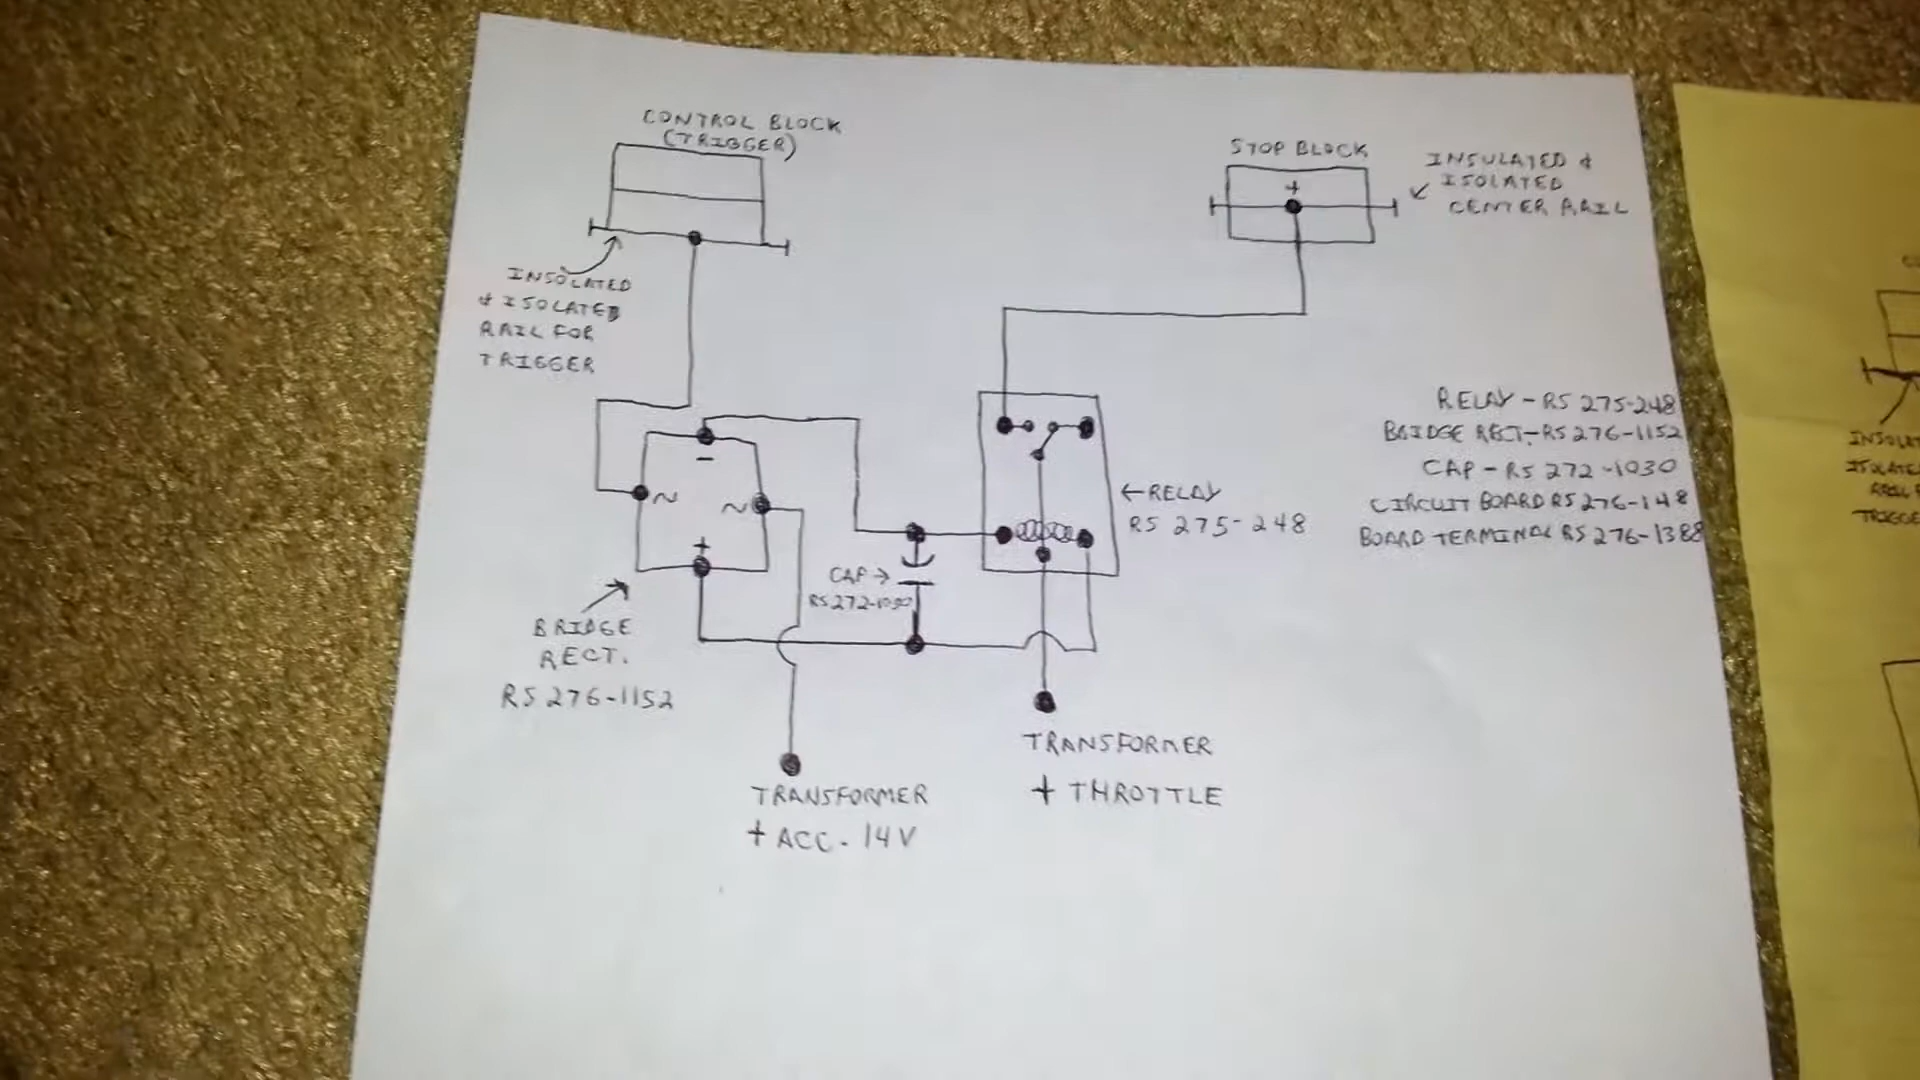 CONTROL BLOCK
(TRIGGER)
STOP BLOCK
INSULATED &
ISOLATED
CENTER RAIL
+
INSOLATED
& ISOLATED
RAIL FOR
TRIGGER
RELAY - RS 275-248
BRIDGE RECT. - RS 276-1152
CAP - RS 272-1030
CIRCUIT BOARD RS 276-148
BOARD TERMINAL RS 276-1388
-
~
~
+
←RELAY
RS 275-248
CAP→
RS 272-1030
BRIDGE
RECT.
RS 276-1152
TRANSFORMER
+ THROTTLE
TRANSFORMER
+ ACC. 14V
TRIGGE